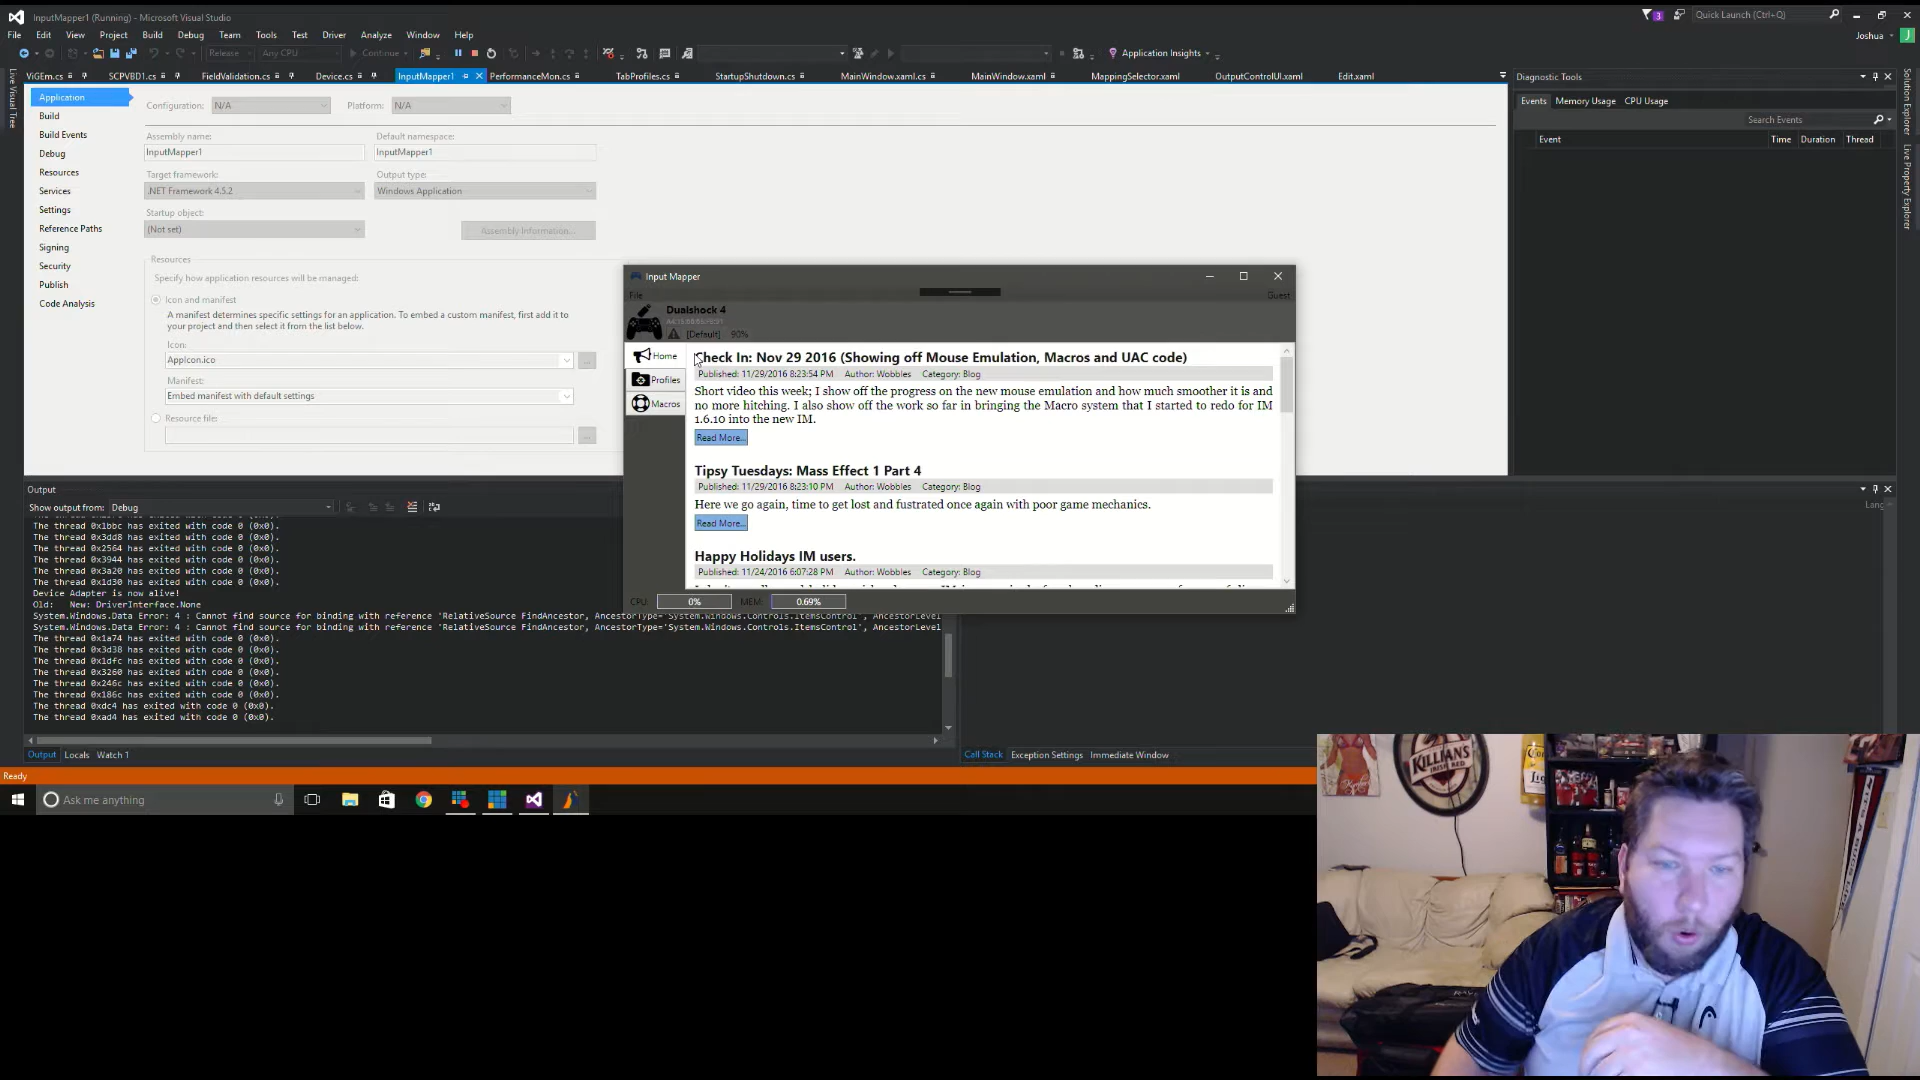 InputMapper1 (Running) - Microsoft Visual Studio
3
Quick Launch (Ctrl+Q)
File Edit View Project Build Debug Team Tools Test Driver Analyze Window Help
Joshua J
Release Any CPU Continue Application Insights
ViGEm.cs SCPVBD1.cs FieldValidation.cs Device.cs InputMapper1 PerformanceMon.cs TabProfiles.cs StartupShutdown.cs MainWindow.xaml.cs MainWindow.xaml MappingSelector.xaml OutputControlUI.xaml Edit.xaml
Live Visual Tree
Application
Build
Build Events
Debug
Resources
Services
Settings
Reference Paths
Signing
Security
Publish
Code Analysis
Configuration: N/A Platform: N/A
Assembly name: Default namespace:
InputMapper1 InputMapper1
Target framework: Output type:
.NET Framework 4.5.2 Windows Application
Startup object:
(Not set) Assembly Information...
Resources
Specify how application resources will be managed:
Icon and manifest
A manifest determines specific settings for an application. To embed a custom manifest, first add it to
your project and then select it from the list below.
Icon:
AppIcon.ico ...
Manifest:
Embed manifest with default settings
Resource file:
...
Diagnostic Tools
Events Memory Usage CPU Usage
Search Events
Event Time Duration Thread
Solution Explorer
Live Property Explorer
Input Mapper
File Guest
Dualshock 4
[Default] 90%
Home
Profiles
Macros
Check In: Nov 29 2016 (Showing off Mouse Emulation, Macros and UAC code)
Published: 11/29/2016 8:23:54 PM Author: Wobbles Category: Blog
Short video this week; I show off the progress on the new mouse emulation and how much smoother it is and
no more hitching. I also show off the work so far in bringing the Macro system that I started to redo for IM
1.6.10 into the new IM.
Read More...
Tipsy Tuesdays: Mass Effect 1 Part 4
Published: 11/29/2016 8:23:10 PM Author: Wobbles Category: Blog
Here we go again, time to get lost and fustrated once again with poor game mechanics.
Read More...
Happy Holidays IM users.
Published: 11/24/2016 6:07:28 PM Author: Wobbles Category: Blog
CPU: 0% MEM: 0.69%
Output
Show output from: Debug
Lang
The thread 0x1bbc has exited with code 0 (0x0).
The thread 0x3dd8 has exited with code 0 (0x0).
The thread 0x2564 has exited with code 0 (0x0).
The thread 0x3944 has exited with code 0 (0x0).
The thread 0x3a20 has exited with code 0 (0x0).
The thread 0x1d30 has exited with code 0 (0x0).
Device Adapter is now alive!
Old: New: DriverInterface.None
System.Windows.Data Error: 4 : Cannot find source for binding with reference 'RelativeSource FindAncestor, AncestorType='System.Windows.Controls.ItemsControl', AncestorLevel
System.Windows.Data Error: 4 : Cannot find source for binding with reference 'RelativeSource FindAncestor, AncestorType='System.Windows.Controls.ItemsControl', AncestorLevel
The thread 0x1a74 has exited with code 0 (0x0).
The thread 0x3d38 has exited with code 0 (0x0).
The thread 0x1dfc has exited with code 0 (0x0).
The thread 0x3260 has exited with code 0 (0x0).
The thread 0x246c has exited with code 0 (0x0).
The thread 0x186c has exited with code 0 (0x0).
The thread 0xdc4 has exited with code 0 (0x0).
The thread 0xad4 has exited with code 0 (0x0).
Output Locals Watch 1
Call Stack Exception Settings Immediate Window
Ready
Ask me anything
KILLIAN'S
IRISH RED